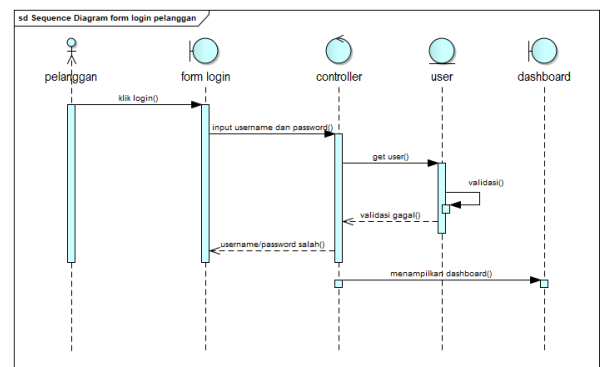 sd Sequence Diagram form login pelanggan
pelanggan
form login
controller
user
dashboard
klik login()
input username dan password()
get user()
validasi()
validasi gagal()
username/password salah()
menampilkan dashboard()